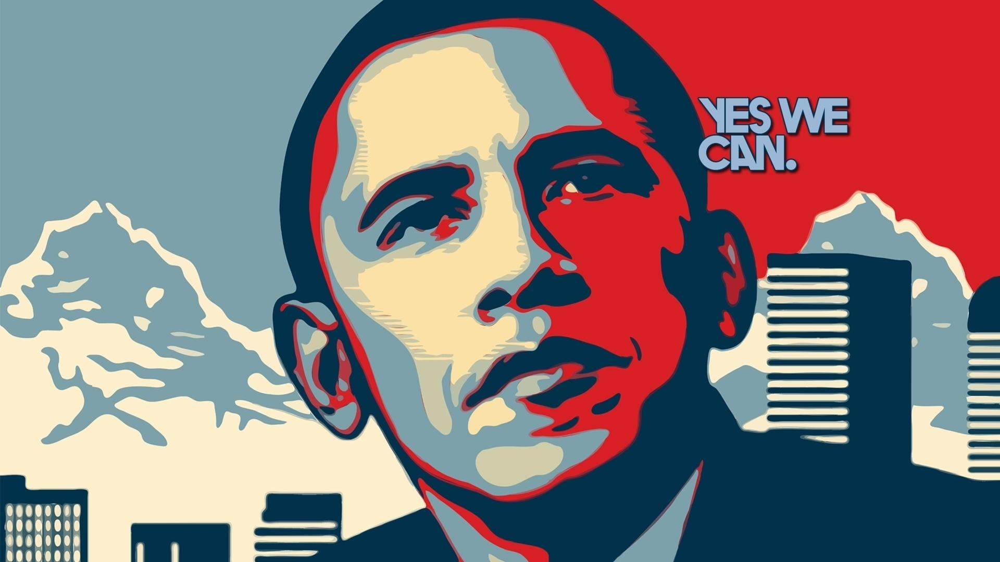 YES WE
CAN.